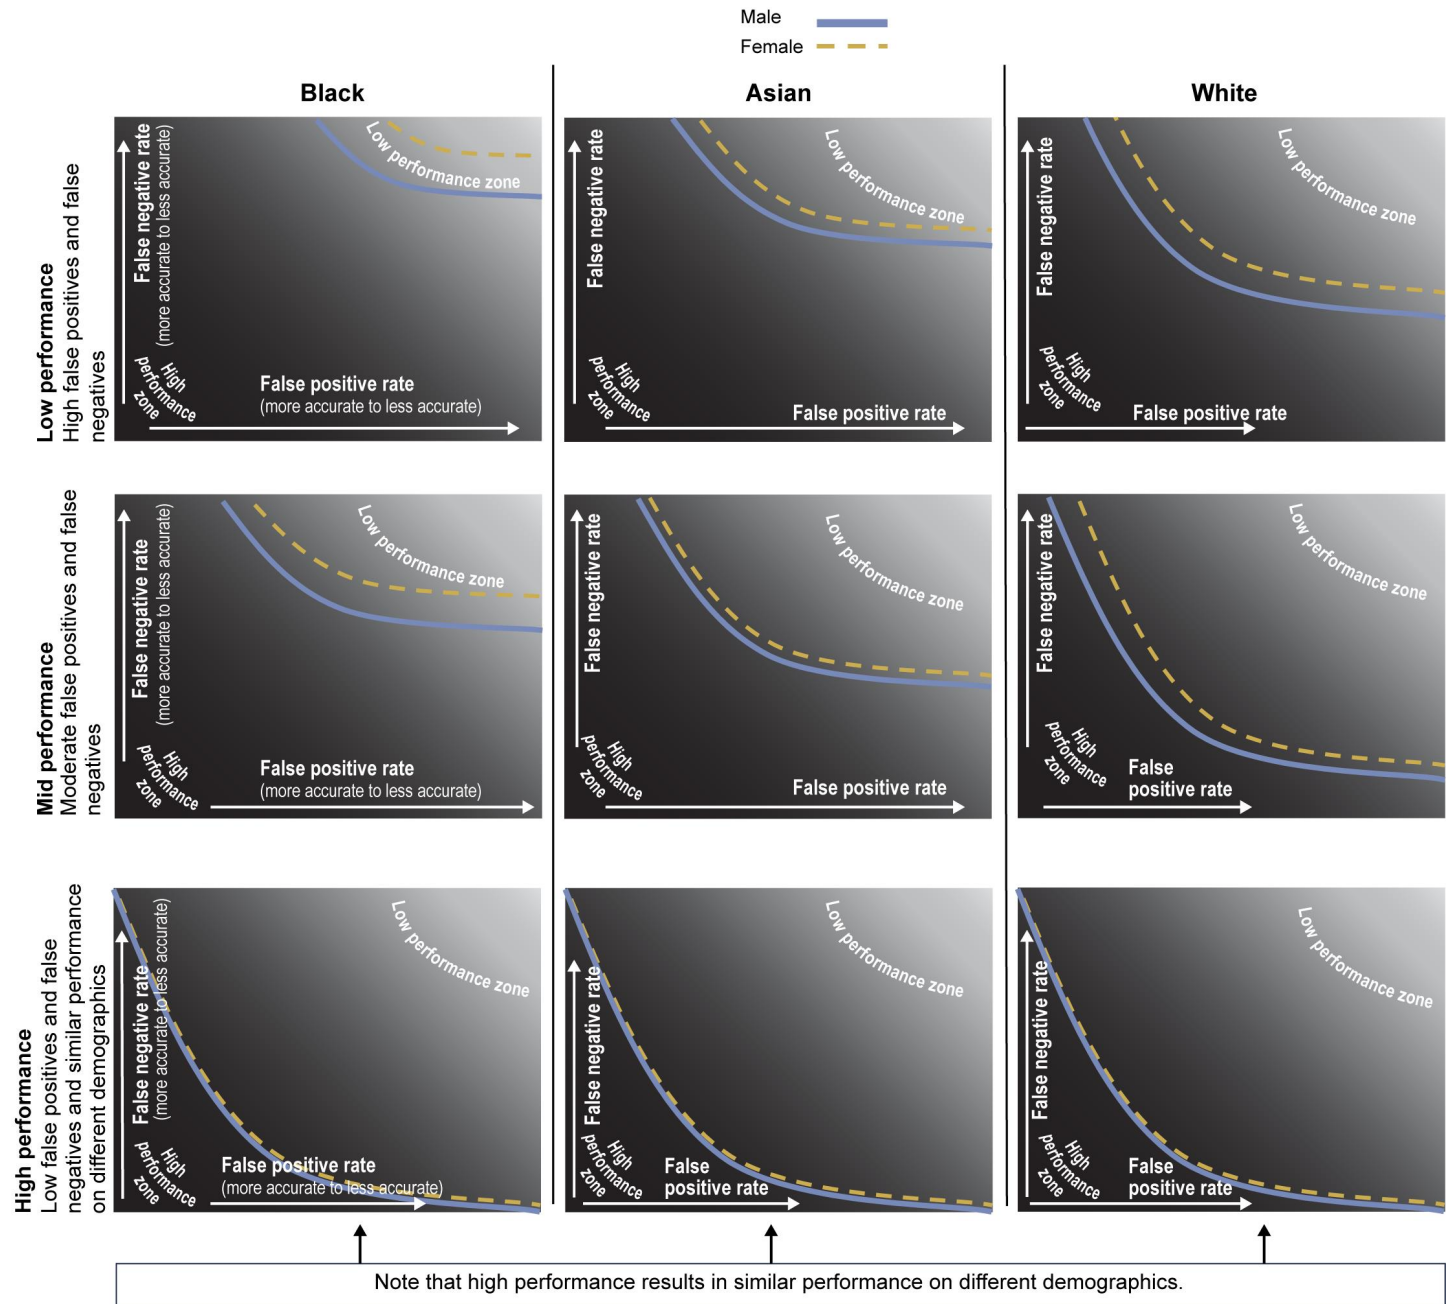 Male
Female
Black
Asian
White
Low performance
High false positives and false
negatives
False negative rate
(more accurate to less accurate)
Low performance zone
High
performance
zone
False positive rate
(more accurate to less accurate)
False negative rate
Low performance zone
High
performance
zone
False positive rate
False negative rate
Low performance zone
High
performance
zone
False positive rate
Mid performance
Moderate false positives and false
negatives
False negative rate
(more accurate to less accurate)
Low performance zone
High
performance
zone
False positive rate
(more accurate to less accurate)
False negative rate
Low performance zone
High
performance
zone
False positive rate
False negative rate
Low performance zone
High
performance
zone
False
positive rate
High performance
Low false positives and false
negatives and similar performance
on different demographics
False negative rate
(more accurate to less accurate)
Low performance zone
High
performance
zone
False positive rate
(more accurate to less accurate)
False negative rate
Low performance zone
High
performance
zone
False
positive rate
False negative rate
Low performance zone
High
performance
zone
False
positive rate
Note that high performance results in similar performance on different demographics.